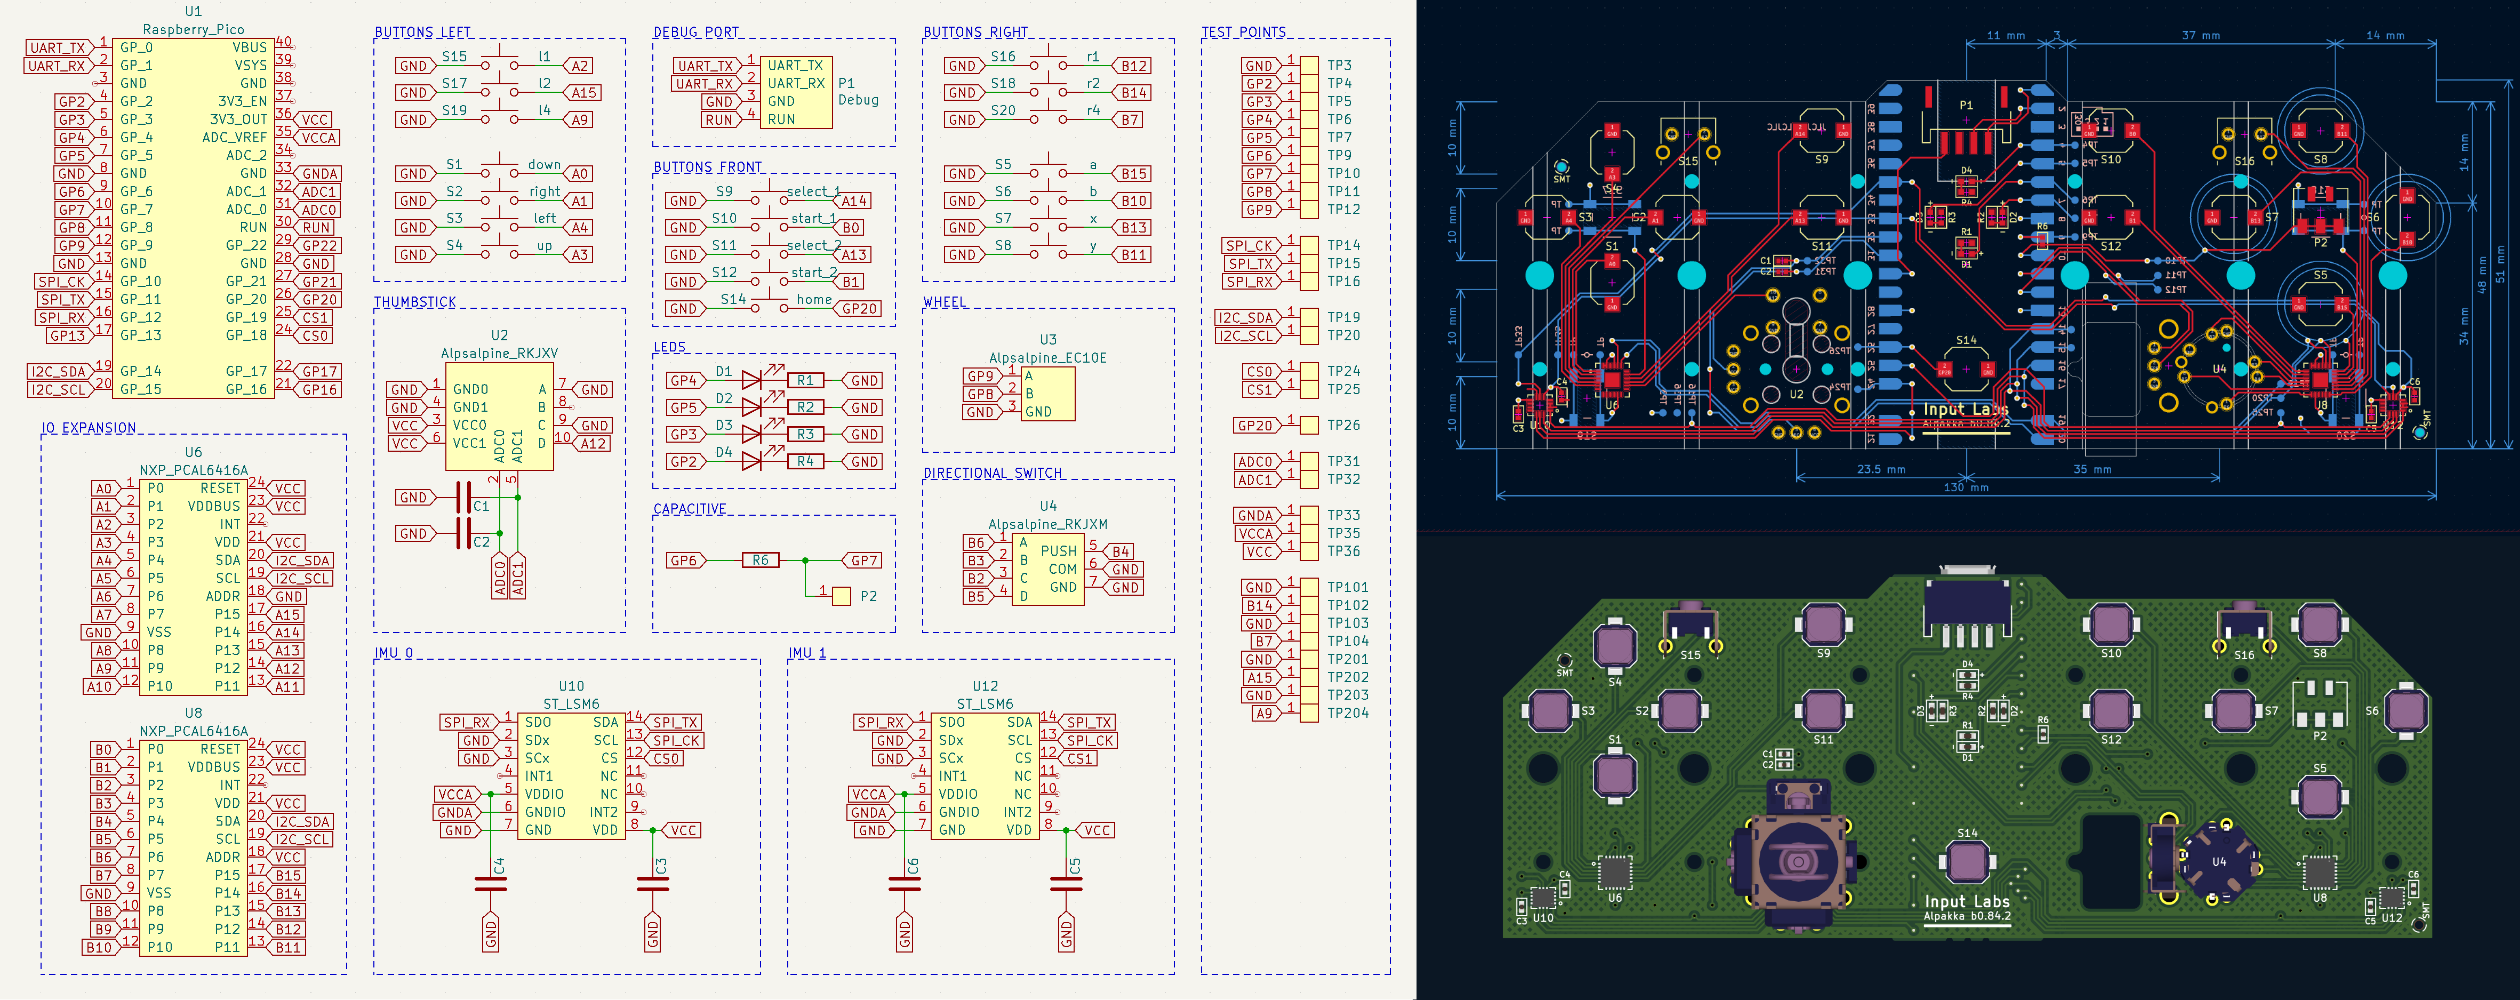 U1
Raspberry_Pico
UART_TX 1 GP_0 VBUS 40
UART_RX 2 GP_1 VSYS 39
3 GND GND 38
GP2 4 GP_2 3V3_EN 37
GP3 5 GP_3 3V3_OUT 36 VCC
GP4 6 GP_4 ADC_VREF 35 VCCA
GP5 7 GP_5 ADC_2 34
GND 8 GND GND 33 GNDA
GP6 9 GP_6 ADC_1 32 ADC1
GP7 10 GP_7 ADC_0 31 ADC0
GP8 11 GP_8 RUN 30 RUN
GP9 12 GP_9 GP_22 29 GP22
GND 13 GND GND 28 GND
SPI_CK 14 GP_10 GP_21 27 GP21
SPI_TX 15 GP_11 GP_20 26 GP20
SPI_RX 16 GP_12 GP_19 25 CS1
GP13 17 GP_13 GP_18 24 CS0
I2C_SDA 19 GP_14 GP_17 22 GP17
I2C_SCL 20 GP_15 GP_16 21 GP16
IO EXPANSION
U6
NXP_PCAL6416A
A0 1 P0 RESET 24 VCC
A1 2 P1 VDDBUS 23 VCC
A2 3 P2 INT 22
A3 4 P3 VDD 21 VCC
A4 5 P4 SDA 20 I2C_SDA
A5 6 P5 SCL 19 I2C_SCL
A6 7 P6 ADDR 18 GND
A7 8 P7 P15 17 A15
GND 9 VSS P14 16 A14
A8 10 P8 P13 15 A13
A9 11 P9 P12 14 A12
A10 12 P10 P11 13 A11
U8
NXP_PCAL6416A
B0 1 P0 RESET 24 VCC
B1 2 P1 VDDBUS 23 VCC
B2 3 P2 INT 22
B3 4 P3 VDD 21 VCC
B4 5 P4 SDA 20 I2C_SDA
B5 6 P5 SCL 19 I2C_SCL
B6 7 P6 ADDR 18 VCC
B7 8 P7 P15 17 B15
GND 9 VSS P14 16 B14
B8 10 P8 P13 15 B13
B9 11 P9 P12 14 B12
B10 12 P10 P11 13 B11
BUTTONS LEFT
GND S15 l1 A2
GND S17 l2 A15
GND S19 l4 A9
GND S1 down A0
GND S2 right A1
GND S3 left A4
GND S4 up A3
THUMBSTICK
U2
Alpsalpine_RKJXV
GND 1 GND0 A 7 GND
GND 4 GND1 B 8
VCC 3 VCC0 C 9 GND
VCC 6 VCC1 D 10 A12
ADC0 ADC1
2 5
GND C1
GND C2
ADC0 ADC1
DEBUG PORT
UART_TX 1 UART_TX
UART_RX 2 UART_RX
GND 3 GND
RUN 4 RUN
P1
Debug
BUTTONS FRONT
GND S9 select_1 A14
GND S10 start_1 B0
GND S11 select_2 A13
GND S12 start_2 B1
GND S14 home GP20
LEDS
GP4 D1 R1 GND
GP5 D2 R2 GND
GP3 D3 R3 GND
GP2 D4 R4 GND
CAPACITIVE
GP6 R6 GP7
1 P2
BUTTONS RIGHT
GND S16 r1 B12
GND S18 r2 B14
GND S20 r4 B7
GND S5 a B15
GND S6 b B10
GND S7 x B13
GND S8 y B11
WHEEL
U3
Alpsalpine_EC10E
GP9 1 A
GP8 2 B
GND 3 GND
DIRECTIONAL SWITCH
U4
Alpsalpine_RKJXM
B6 1 A PUSH 5 B4
B3 2 B COM 6 GND
B2 3 C GND 7 GND
B5 4 D
IMU 0
U10
ST_LSM6
SPI_RX 1 SDO SDA 14 SPI_TX
GND 2 SDx SCL 13 SPI_CK
GND 3 SCx CS 12 CS0
4 INT1 NC 11
VCCA 5 VDDIO NC 10
GNDA 6 GNDIO INT2 9
GND 7 GND VDD 8 VCC
C4 C3
GND GND
IMU 1
U12
ST_LSM6
SPI_RX 1 SDO SDA 14 SPI_TX
GND 2 SDx SCL 13 SPI_CK
GND 3 SCx CS 12 CS1
4 INT1 NC 11
VCCA 5 VDDIO NC 10
GNDA 6 GNDIO INT2 9
GND 7 GND VDD 8 VCC
C6 C5
GND GND
TEST POINTS
GND 1 TP3
GP2 1 TP4
GP3 1 TP5
GP4 1 TP6
GP5 1 TP7
GP6 1 TP9
GP7 1 TP10
GP8 1 TP11
GP9 1 TP12
SPI_CK 1 TP14
SPI_TX 1 TP15
SPI_RX 1 TP16
I2C_SDA 1 TP19
I2C_SCL 1 TP20
CS0 1 TP24
CS1 1 TP25
GP20 1 TP26
ADC0 1 TP31
ADC1 1 TP32
GNDA 1 TP33
VCCA 1 TP35
VCC 1 TP36
GND 1 TP101
B14 1 TP102
GND 1 TP103
B7 1 TP104
GND 1 TP201
A15 1 TP202
GND 1 TP203
A9 1 TP204
11 mm 3 37 mm 14 mm
10 mm
10 mm
10 mm
10 mm
14 mm
34 mm
48 mm
51 mm
P1
S15 S9 S10 S16 S8
SMT
D4
R4
S3 S2 R3 D2 S7 S6
S1 S11 R1 D1 R6 S12 P2
C1
C2
S5
S14
U2 U4
U6 U8
C4 C6
C3 U10
SMT
Input Labs
Alpakka b0.84.2
23.5 mm 35 mm
130 mm
S4 S15 S9 S10 S16 S8
SMT
D4
R4
S3 S2 S11 D3 R3 R2 D2 R6 S12 S7 P2 S6
R1
D1
S1
C1
C2
S5
S14
U4
C4 U6 U8 C6
C3 U10 C5 U12
SMT
Input Labs
Alpakka b0.84.2